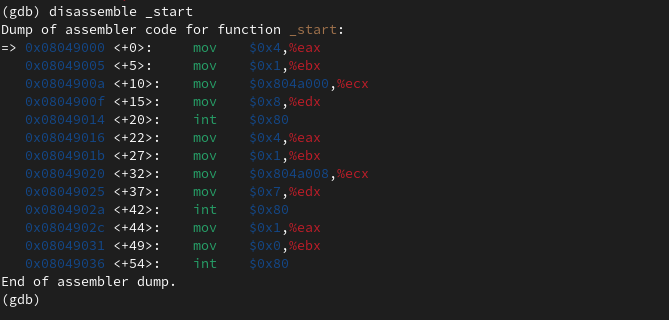 (gdb) disassemble _start
Dump of assembler code for function _start:
=> 0x08049000 <+0>:     mov    $0x4,%eax
   0x08049005 <+5>:     mov    $0x1,%ebx
   0x0804900a <+10>:    mov    $0x804a000,%ecx
   0x0804900f <+15>:    mov    $0x8,%edx
   0x08049014 <+20>:    int    $0x80
   0x08049016 <+22>:    mov    $0x4,%eax
   0x0804901b <+27>:    mov    $0x1,%ebx
   0x08049020 <+32>:    mov    $0x804a008,%ecx
   0x08049025 <+37>:    mov    $0x7,%edx
   0x0804902a <+42>:    int    $0x80
   0x0804902c <+44>:    mov    $0x1,%eax
   0x08049031 <+49>:    mov    $0x0,%ebx
   0x08049036 <+54>:    int    $0x80
End of assembler dump.
(gdb)